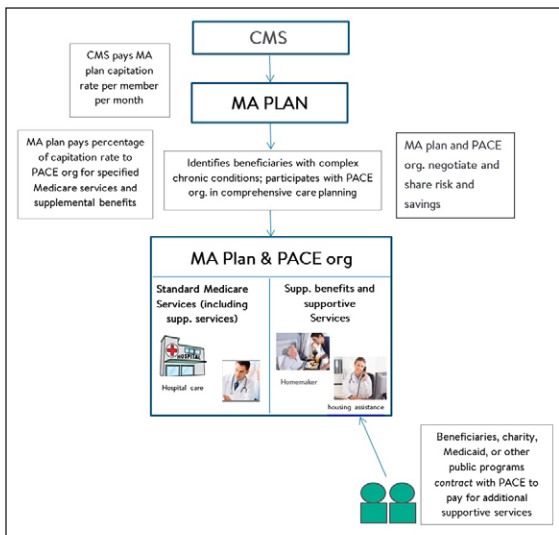 CMS
CMS pays MA
plan capitation
rate per member
per month
MA PLAN
MA plan pays percentage
of capitation rate to
PACE org for specified
Medicare services and
supplemental benefits
Identifies beneficiaries with complex
chronic conditions; participates with PACE
org. in comprehensive care planning
MA plan and PACE
org. negotiate and
share risk and
savings
MA Plan & PACE org
Standard Medicare
Services (including
supp. services)
Supp. benefits and
supportive
Services
HOSPITAL
Hospital care
Homemaker
housing assistance
Beneficiaries, charity,
Medicaid, or other
public programs
contract with PACE to
pay for additional
supportive services